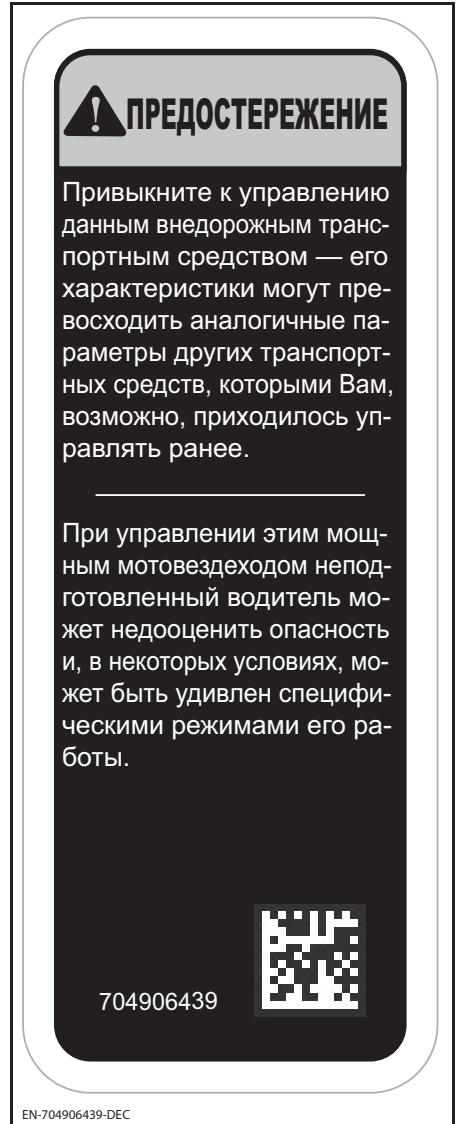 ПРЕДОСТЕРЕЖЕНИЕ
Привыкните к управлению
данным внедорожным транс-
портным средством — его
характеристики могут пре-
восходить аналогичные па-
раметры других транспорт-
ных средств, которыми Вам,
возможно, приходилось уп-
равлять ранее.
При управлении этим мощ-
ным мотовездеходом непод-
готовленный водитель мо-
жет недооценить опасность
и, в некоторых условиях, мо-
жет быть удивлен специфи-
ческими режимами его ра-
боты.
704906439
EN-704906439-DEC